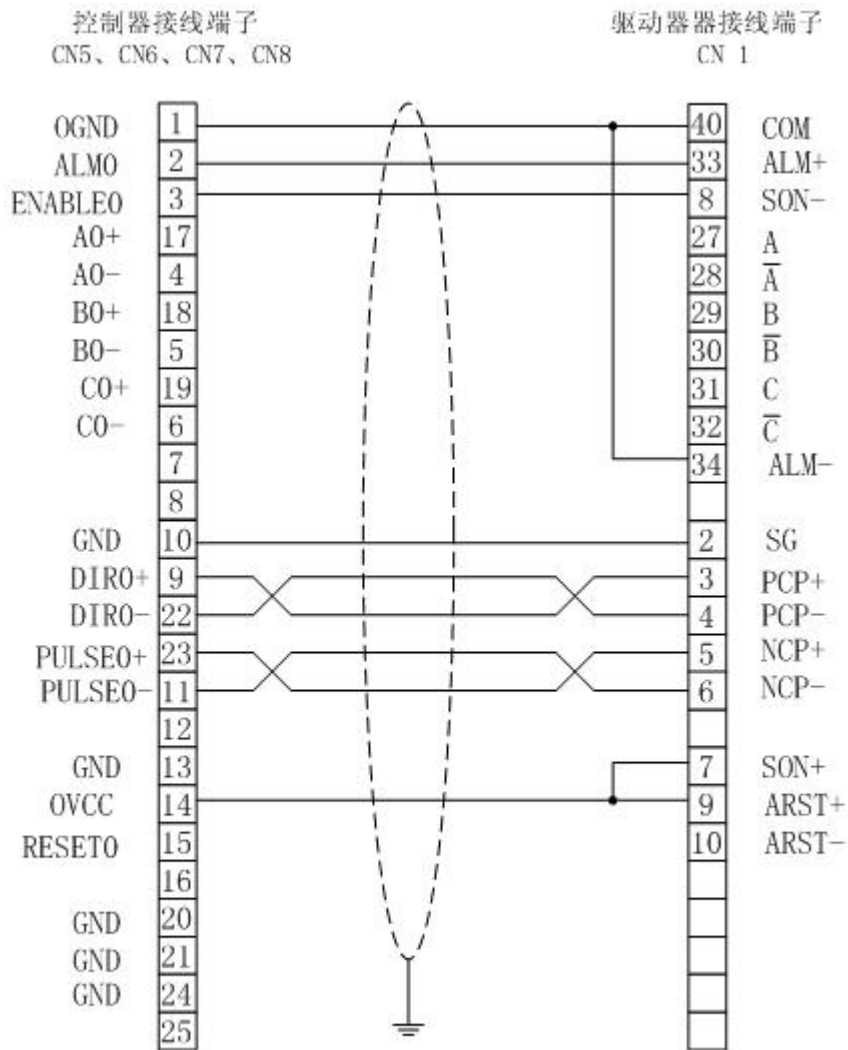 控制器接线端子 驱动器器接线端子
CN5、CN6、CN7、CN8 CN 1
OGND 1 40 COM
ALM0 2 33 ALM+
ENABLE0 3 8 SON-
A0+ 17 27 A
A0- 4 28 A̅
B0+ 18 29 B
B0- 5 30 B̅
C0+ 19 31 C
C0- 6 32 C̅
7 34 ALM-
8
GND 10 2 SG
DIR0+ 9 3 PCP+
DIR0- 22 4 PCP-
PULSE0+ 23 5 NCP+
PULSE0- 11 6 NCP-
12
GND 13 7 SON+
OVCC 14 9 ARST+
RESET0 15 10 ARST-
16
GND 20
GND 21
GND 24
25